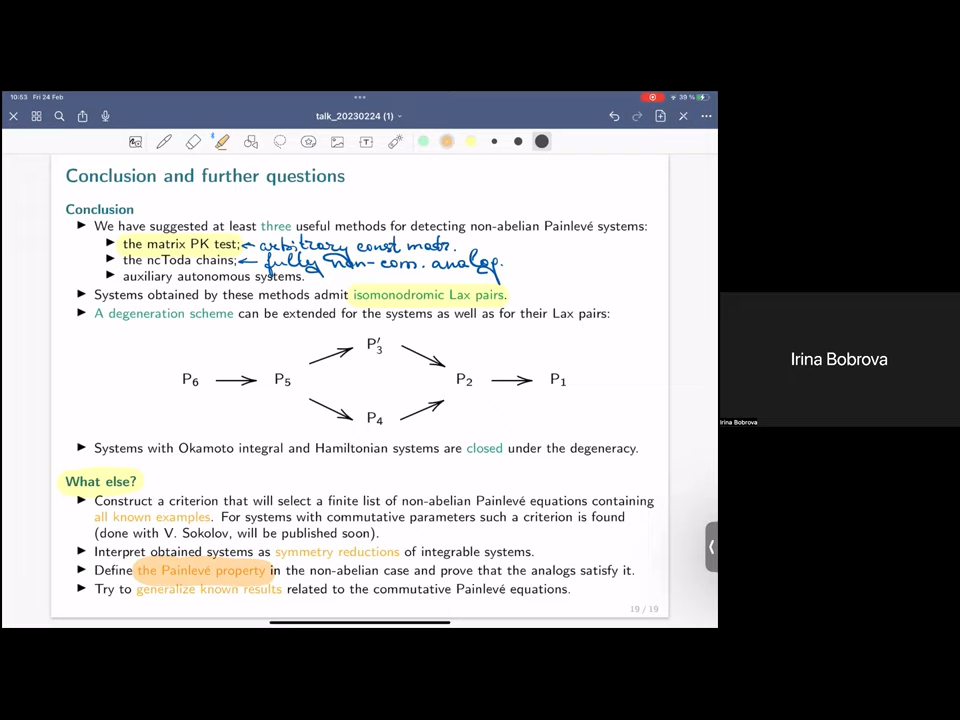 10:53 Fri 24 Feb
39 %
talk_20230224 (1)
Conclusion and further questions
Conclusion
We have suggested at least three useful methods for detecting non-abelian Painlevé systems:
the matrix PK test; ← arbitrary const matr.
the ncToda chains; ← fully non-com. analog.
auxiliary autonomous systems.
Systems obtained by these methods admit isomonodromic Lax pairs.
A degeneration scheme can be extended for the systems as well as for their Lax pairs:
P₃′
P₆ P₅ P₂ P₁
P₄
Systems with Okamoto integral and Hamiltonian systems are closed under the degeneracy.
What else?
Construct a criterion that will select a finite list of non-abelian Painlevé equations containing
all known examples. For systems with commutative parameters such a criterion is found
(done with V. Sokolov, will be published soon).
Interpret obtained systems as symmetry reductions of integrable systems.
Define the Painlevé property in the non-abelian case and prove that the analogs satisfy it.
Try to generalize known results related to the commutative Painlevé equations.
19 / 19
Irina Bobrova
Irina Bobrova